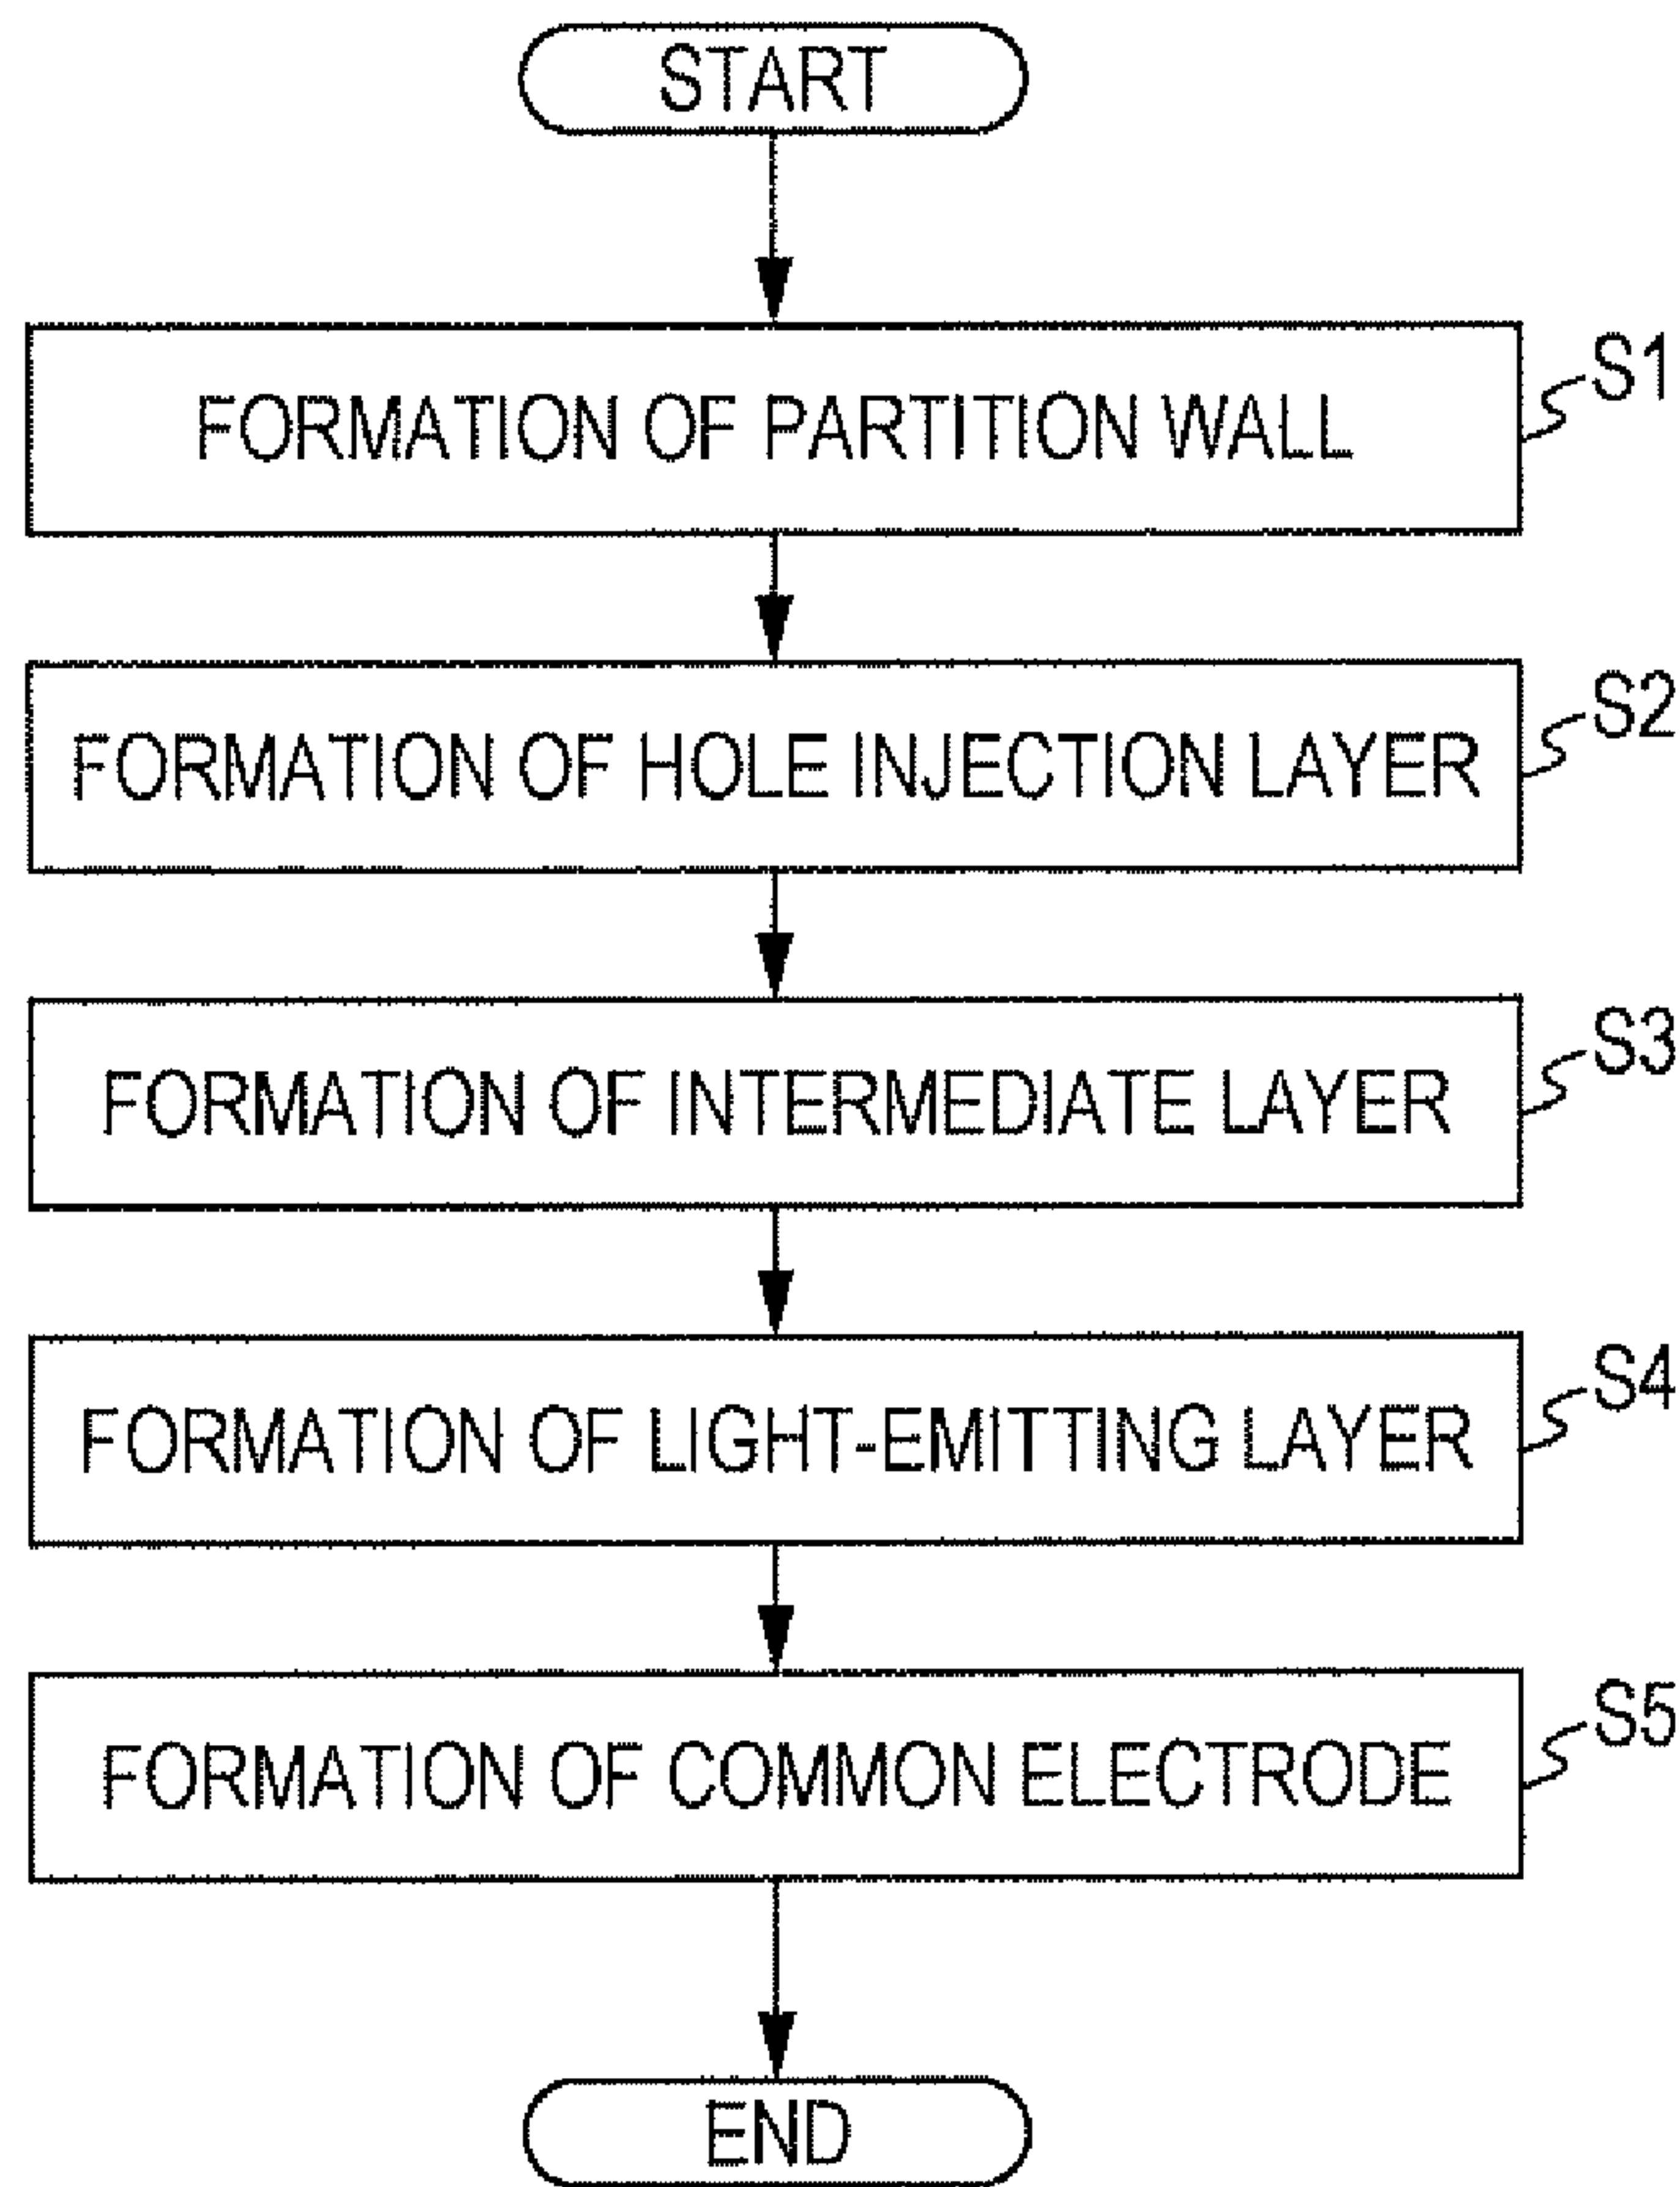 START
FORMATION OF PARTITION WALL
S1
FORMATION OF HOLE INJECTION LAYER
S2
FORMATION OF INTERMEDIATE LAYER
S3
FORMATION OF LIGHT-EMITTING LAYER
S4
FORMATION OF COMMON ELECTRODE
S5
END